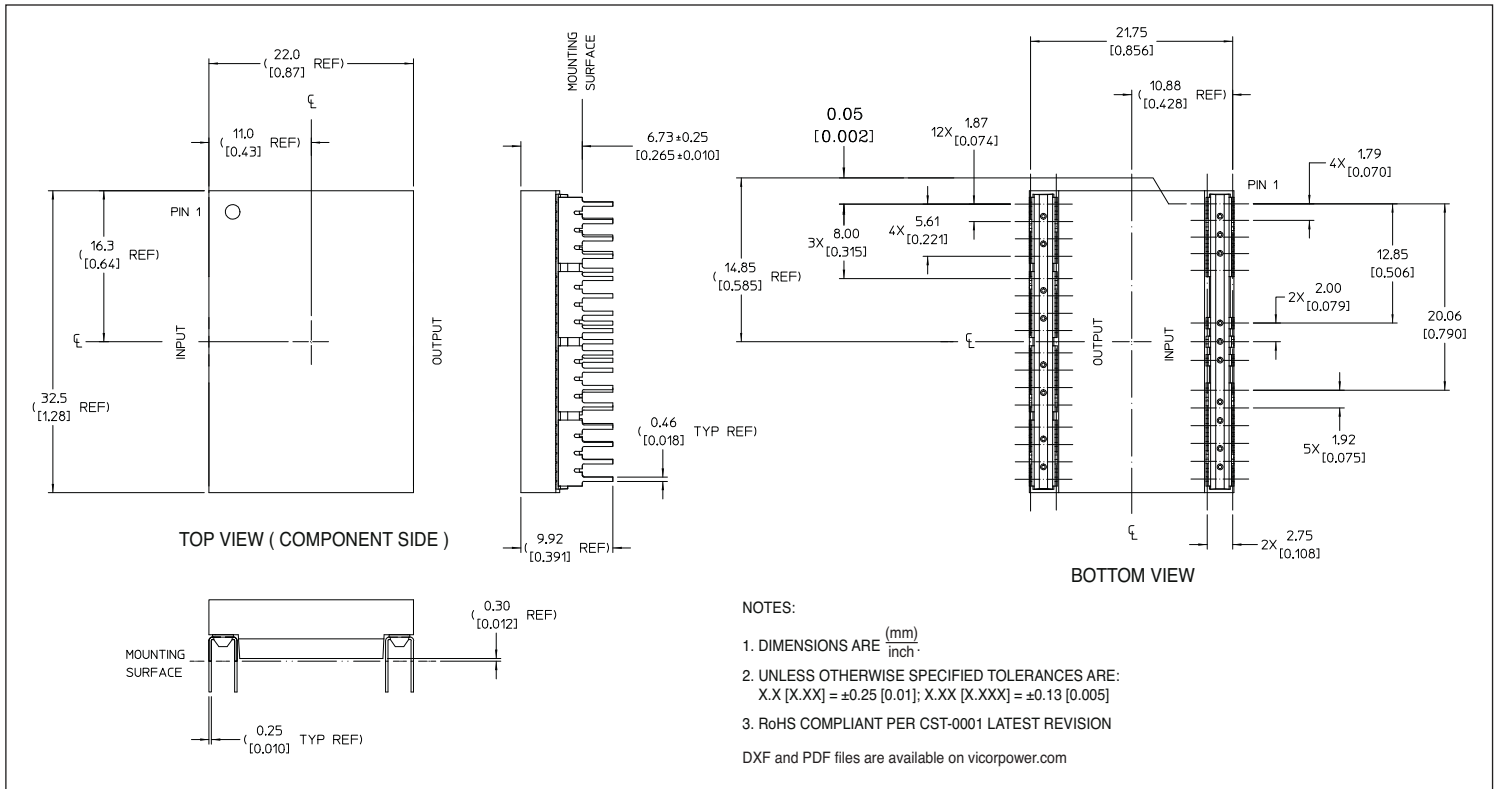 22.0
[0.87]
( REF)
℄
11.0
[0.43]
( REF)
PIN 1
16.3
[0.64]
( REF)
℄
INPUT
OUTPUT
32.5
[1.28]
( REF)
TOP VIEW ( COMPONENT SIDE )
MOUNTING
SURFACE
6.73±0.25
[0.265±0.010]
0.46
[0.018]
( TYP REF)
9.92
[0.391]
( REF)
MOUNTING
SURFACE
0.30
[0.012]
( REF)
0.25
[0.010]
( TYP REF)
21.75
[0.856]
10.88
[0.428]
( REF)
0.05
[0.002]
12X 1.87
[0.074]
4X 1.79
[0.070]
PIN 1
3X 8.00
[0.315]
4X 5.61
[0.221]
14.85
[0.585]
( REF)
12.85
[0.506]
2X 2.00
[0.079]
20.06
[0.790]
℄
OUTPUT
INPUT
5X 1.92
[0.075]
℄
2X 2.75
[0.108]
BOTTOM VIEW
NOTES:
1. DIMENSIONS ARE (mm)
inch.
2. UNLESS OTHERWISE SPECIFIED TOLERANCES ARE:
X.X [X.XX] = ±0.25 [0.01]; X.XX [X.XXX] = ±0.13 [0.005]
3. RoHS COMPLIANT PER CST-0001 LATEST REVISION
DXF and PDF files are available on vicorpower.com